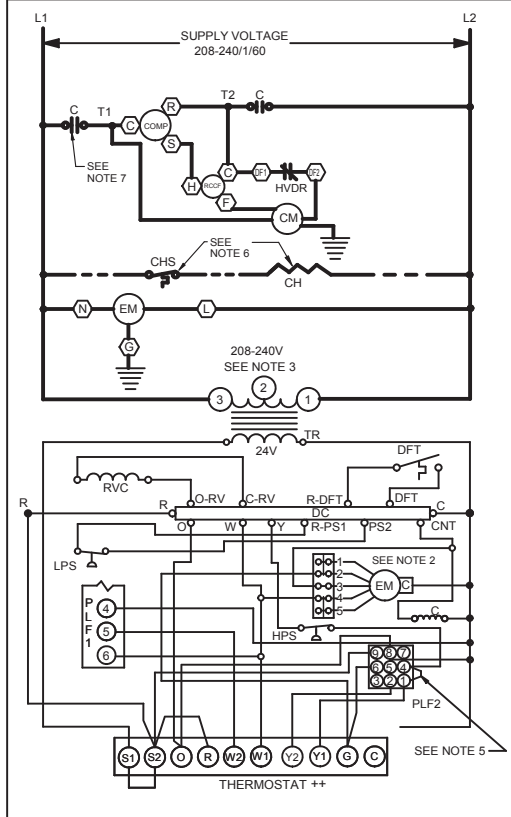 L1 L2
SUPPLY VOLTAGE
208-240/1/60
C T1 C COMP R T2 C
S
SEE
NOTE 7
H RCCF C DF1 HVDR DF2
F
CM
SEE
NOTE 6
CHS CH
N EM L
G
208-240V
SEE NOTE 3
3 2 1
24V TR
RVC DFT
O-RV C-RV R-DFT DFT
R R DC C
O W Y R-PS1 PS2 CNT
LPS
1
2
3
4
5
SEE NOTE 2
EM C
C
HPS
P
L
F
1
4
5
6
9 8 7
6 5 4
3 2 1
PLF2
SEE NOTE 5
S1 S2 O R W2 W1 Y2 Y1 G C
THERMOSTAT ++